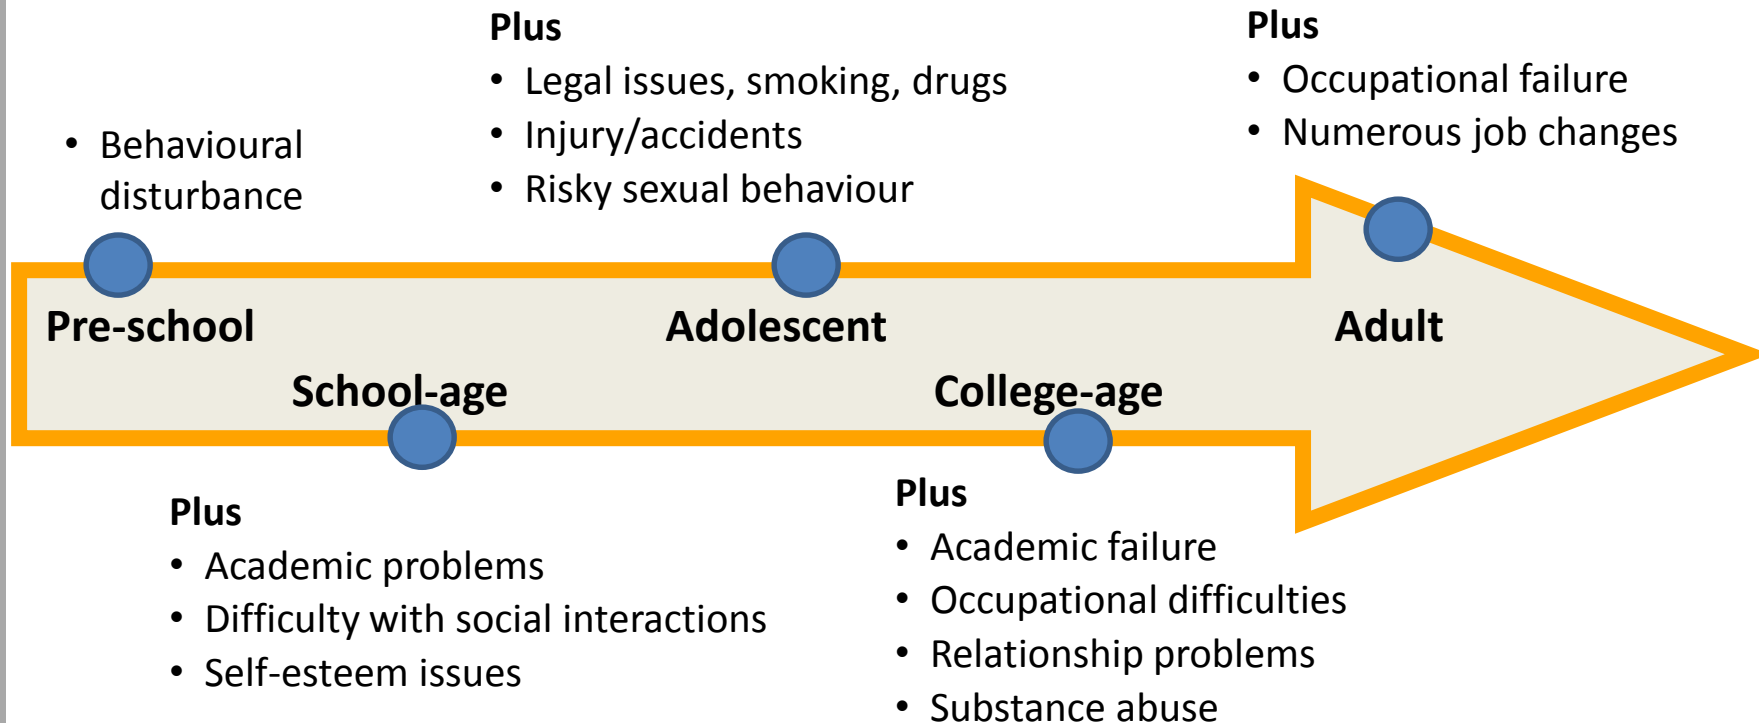 • Behavioural
disturbance
Pre-school
Plus
• Academic problems
• Difficulty with social interactions
• Self-esteem issues
School-age
Plus
• Legal issues, smoking, drugs
• Injury/accidents
• Risky sexual behaviour
Adolescent
Plus
• Academic failure
• Occupational difficulties
• Relationship problems
• Substance abuse
College-age
Plus
• Occupational failure
• Numerous job changes
Adult